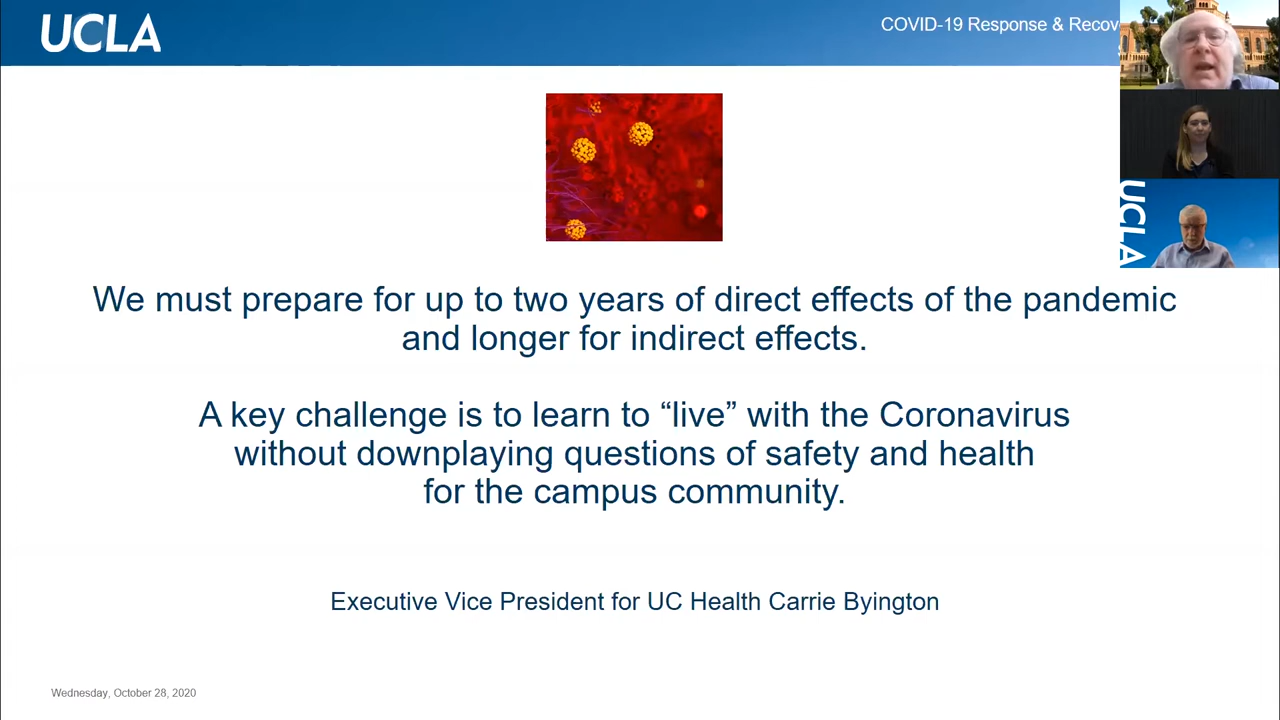 UCLA
COVID-19 Response & Recov
We must prepare for up to two years of direct effects of the pandemic
and longer for indirect effects.
A key challenge is to learn to “live” with the Coronavirus
without downplaying questions of safety and health
for the campus community.
Executive Vice President for UC Health Carrie Byington
Wednesday, October 28, 2020
UCLA